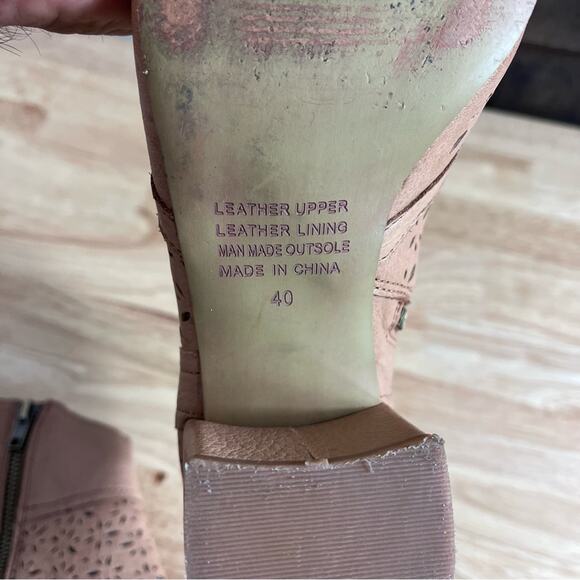 LEATHER UPPER
LEATHER LINING
MAN MADE OUTSOLE
MADE IN CHINA
40